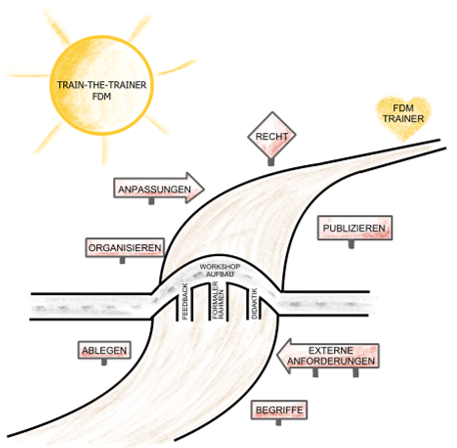 TRAIN-THE-TRAINER
FDM
FDM
TRAINER
RECHT
ANPASSUNGEN
PUBLIZIEREN
ORGANISIEREN
WORKSHOP
AUFBAU
FEEDBACK
FORMALER
RAHMEN
DIDAKTIK
ABLEGEN
EXTERNE
ANFORDERUNGEN
BEGRIFFE